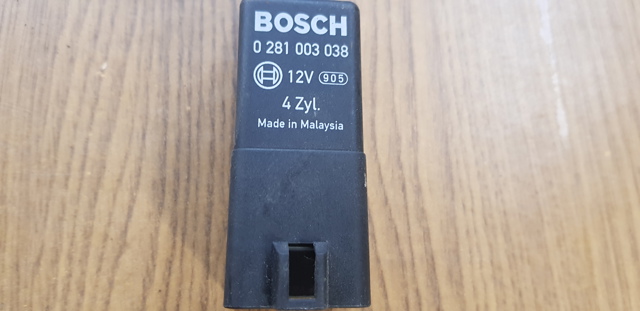 BOSCH
0 281 003 038
12V 905
4 Zyl.
Made in Malaysia